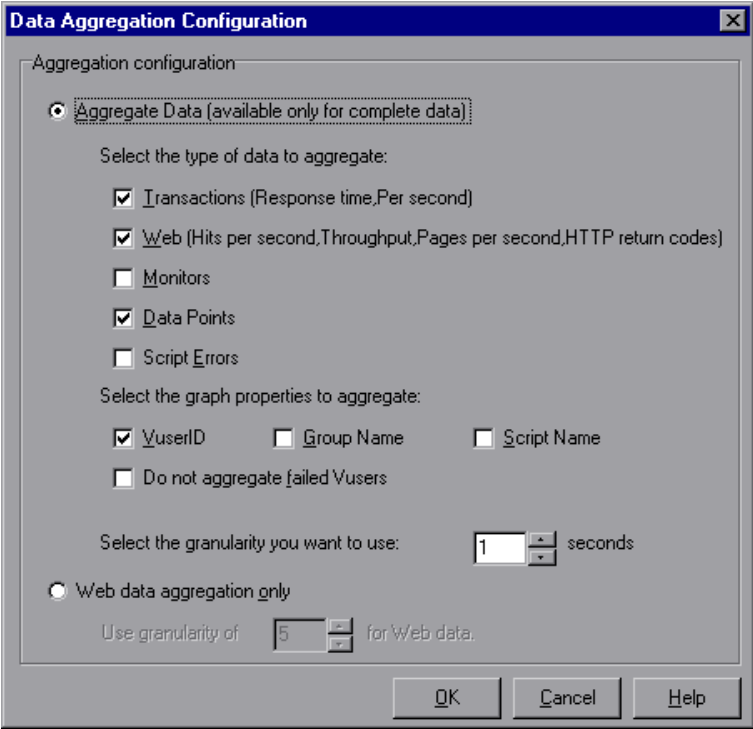 Data Aggregation Configuration
Aggregation configuration
Aggregate Data (available only for complete data)
Select the type of data to aggregate:
Transactions (Response time,Per second)
Web (Hits per second,Throughput,Pages per second,HTTP return codes)
Monitors
Data Points
Script Errors
Select the graph properties to aggregate:
VuserID Group Name Script Name
Do not aggregate failed Vusers
Select the granularity you want to use: 1 seconds
Web data aggregation only
Use granularity of 5 for Web data.
OK Cancel Help